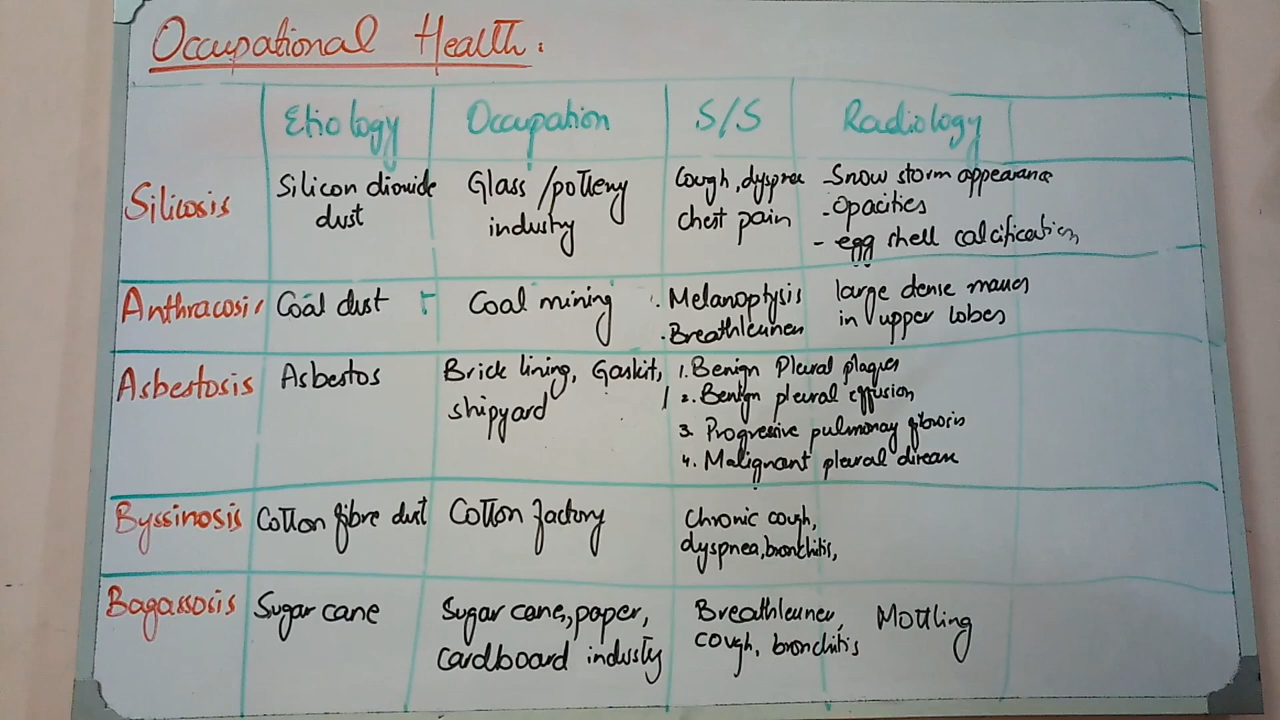 Occupational Health:
Etiology Occupation S/S Radiology
Silicosis Silicon dioxide Glass/pottery Cough, dyspnea - Snow storm appearance
dust industry chest pain - Opacities
- egg shell calcification
Anthracosis Coal dust Coal mining . Melanoptysis large dense masses
. Breathlessness in upper lobes
Asbestosis Asbestos Brick lining, Gaskit, 1. Benign Pleural plaques
shipyard 2. Benign pleural effusion
3. Progressive pulmonary fibrosis
4. Malignant pleural disease
Byssinosis Cotton fibre dust Cotton factory Chronic cough,
dyspnea, bronchitis,
Bagassosis Sugar cane Sugar cane, paper, Breathlessness, Mottling
cardboard industry cough, bronchitis